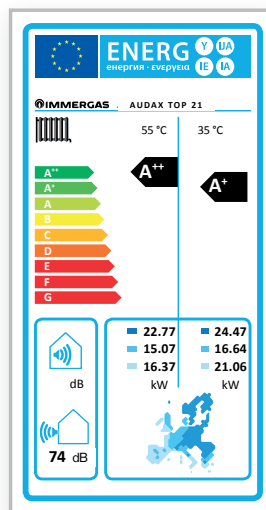 ENERG Y IJA
енергия · ενεργεια IE IA
IMMERGAS AUDAX TOP 21
55 °C 35 °C
A++ A++
A+ A+
A
B
C
D
E
F
G
22.77 24.47
15.07 16.64
16.37 21.06
dB kW kW
74 dB